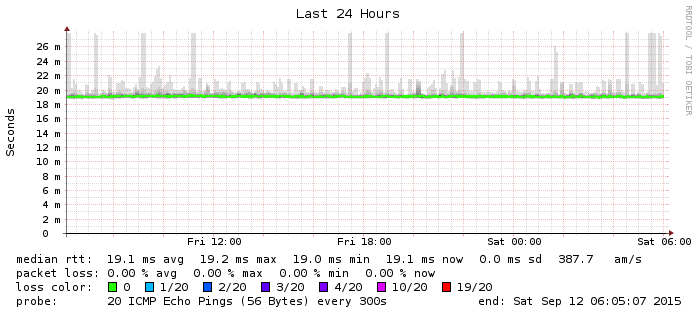 Last 24 Hours
RRDTOOL / TOBI OETIKER
Seconds
26 m
24 m
22 m
20 m
18 m
16 m
14 m
12 m
10 m
8 m
6 m
4 m
2 m
0
Fri 12:00 Fri 18:00 Sat 00:00 Sat 06:00
median rtt: 19.1 ms avg 19.2 ms max 19.0 ms min 19.1 ms now 0.0 ms sd 387.7 am/s
packet loss: 0.00 % avg 0.00 % max 0.00 % min 0.00 % now
loss color: 0 1/20 2/20 3/20 4/20 10/20 19/20
probe: 20 ICMP Echo Pings (56 Bytes) every 300s end: Sat Sep 12 06:05:07 2015